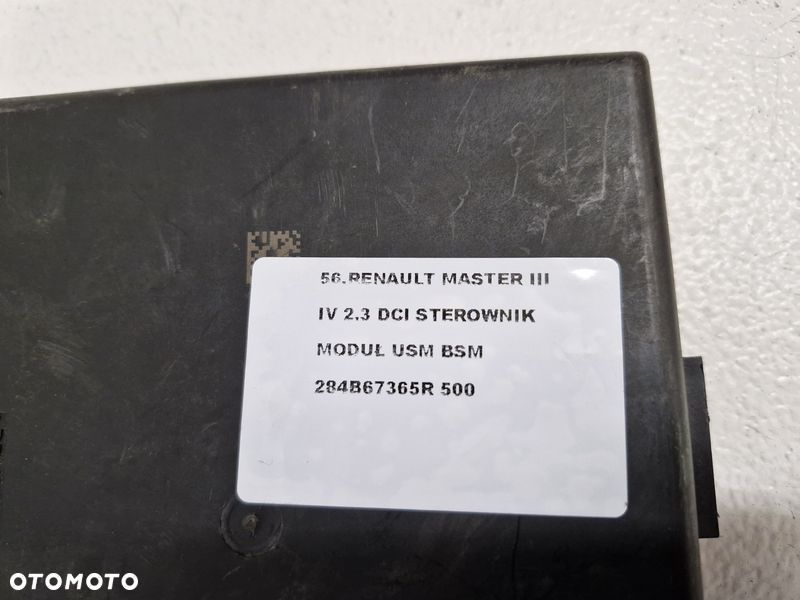 56.RENAULT MASTER III
IV 2.3 DCI STEROWNIK
MODUŁ USM BSM
284B67365R 500
OTOMOTO